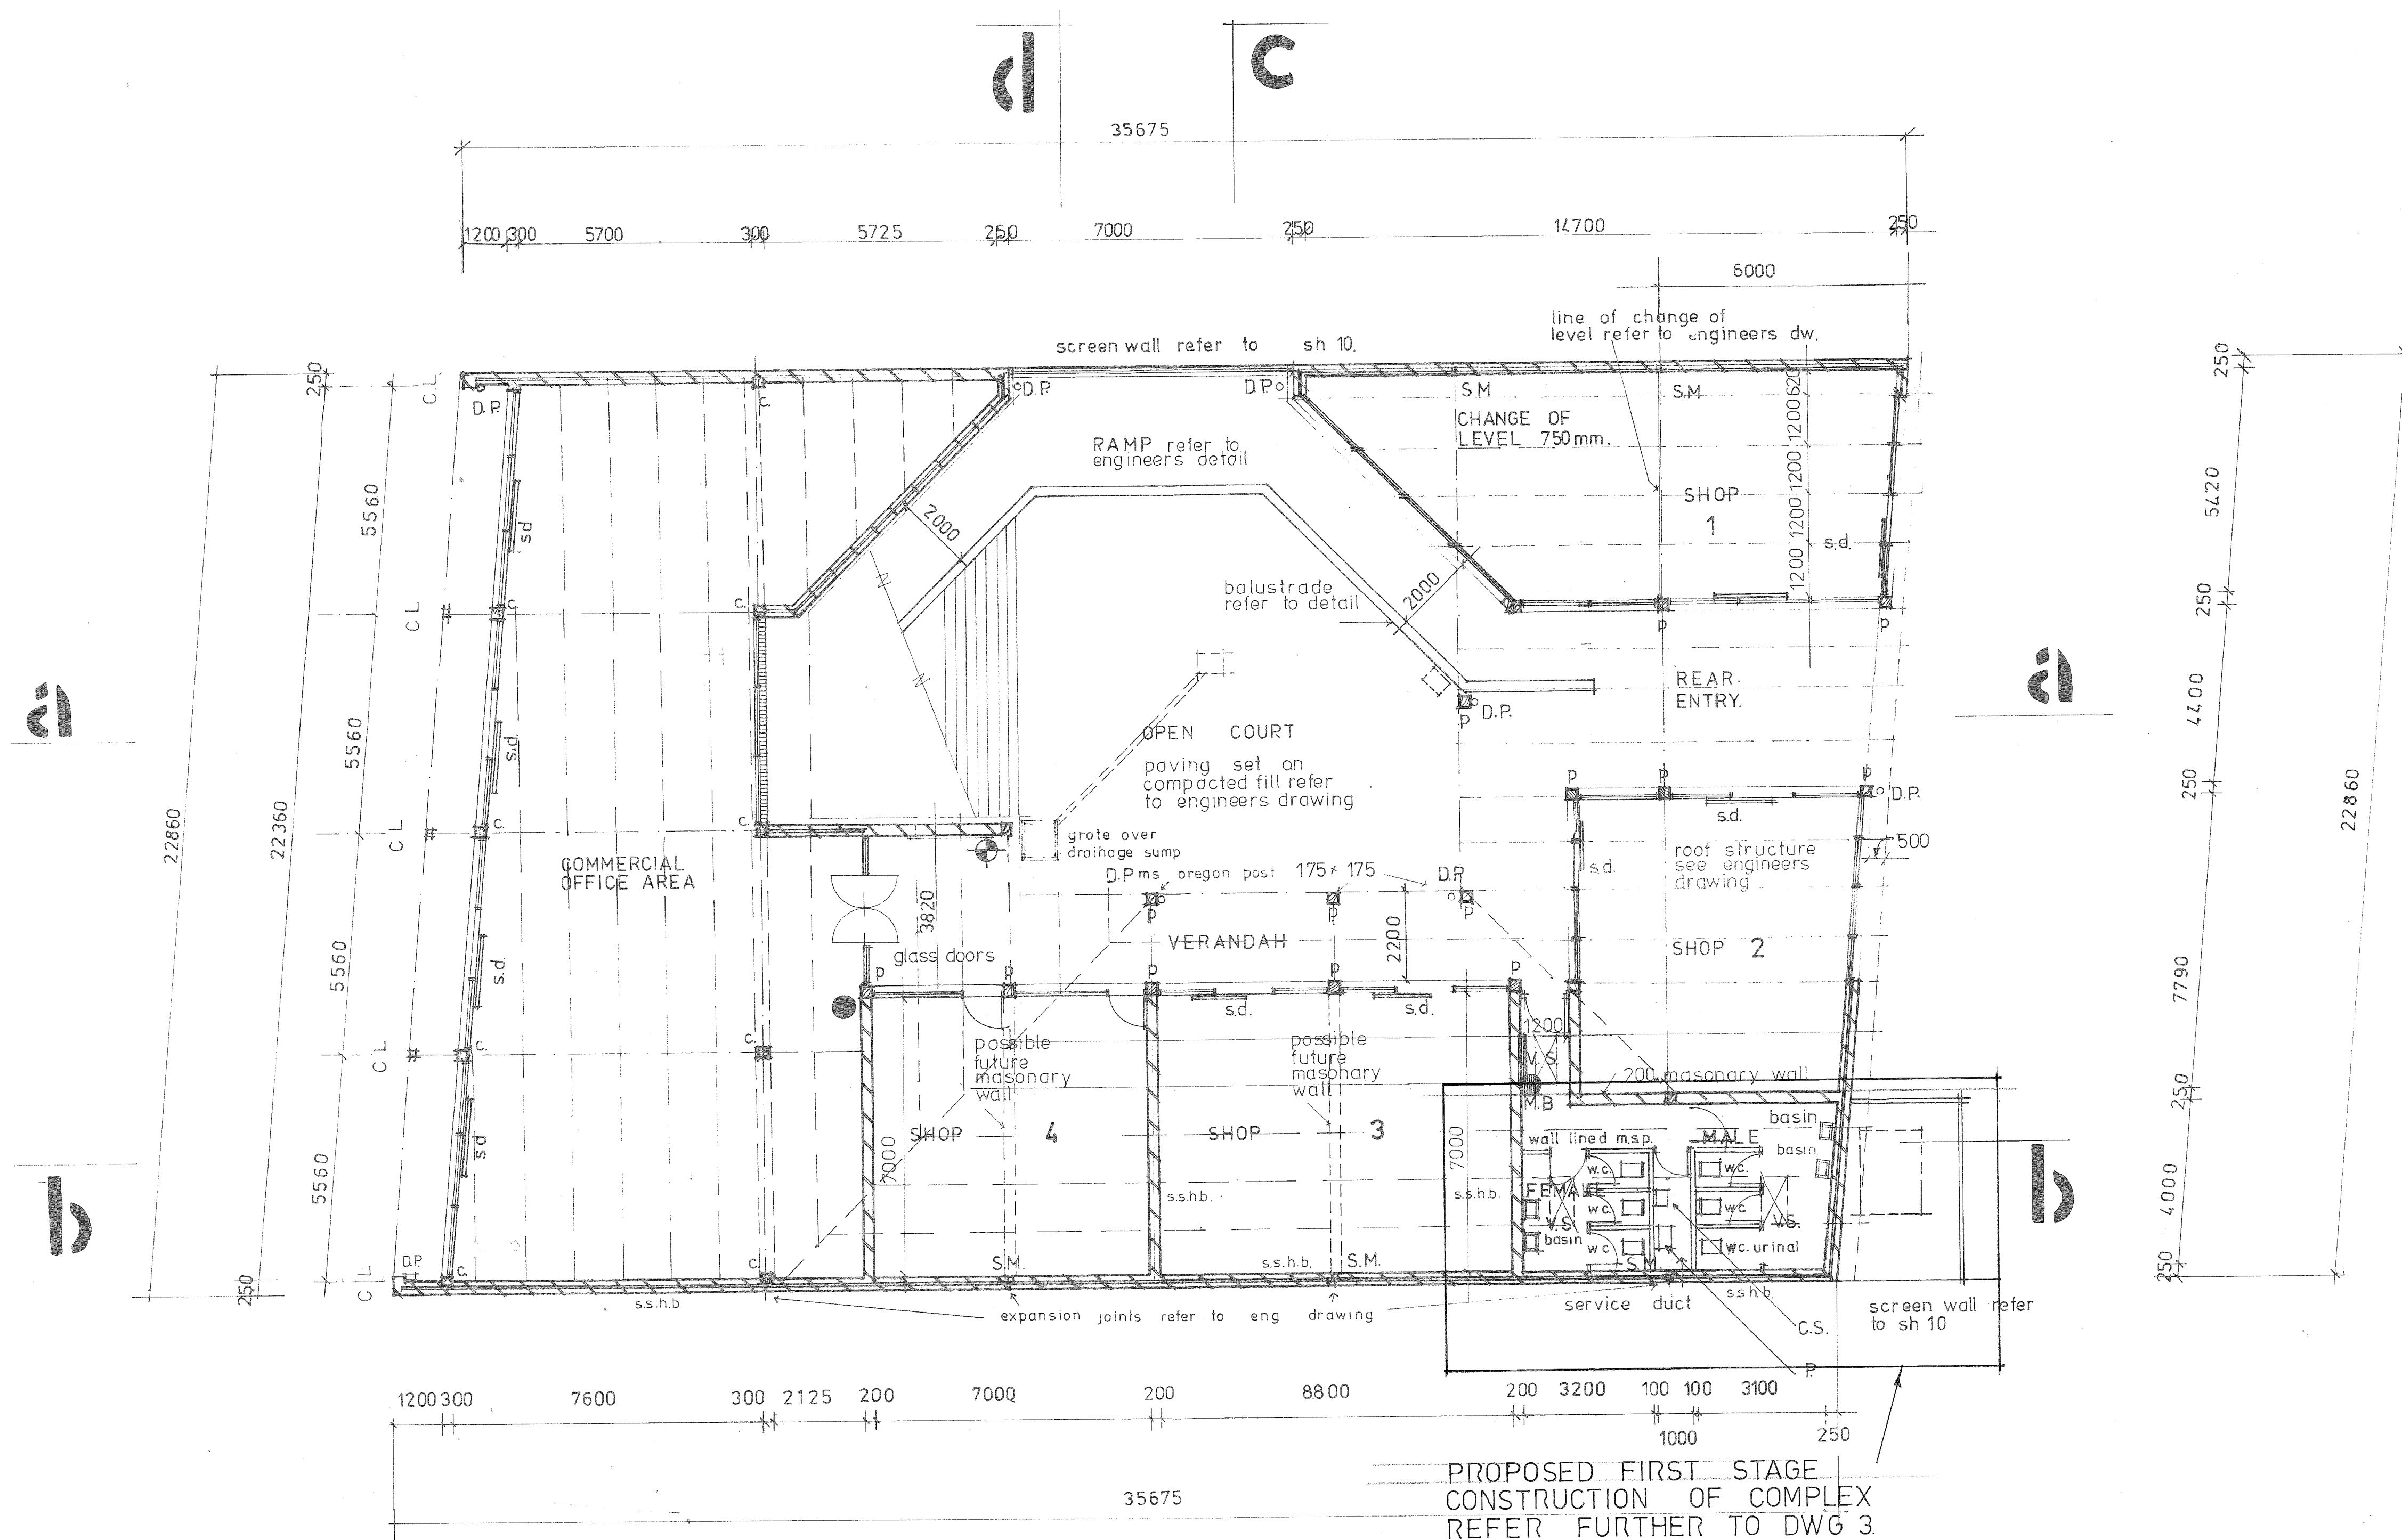 d
c
35675
1200 300 5700 300 5725 250 7000 250 14700 250
6000
line of change of
level refer to engineers dw.
screen wall refer to sh 10.
250
C L
D.P.
c.
D.P.
D.P.
S.M
S.M
620
1200
1200
1200
1200
250
CHANGE OF
LEVEL 750mm.
RAMP refer to
engineers detail
SHOP
1
s.d.
5560
s.d
2000
5420
balustrade
refer to detail
2000
C L
c.
c.
p
p
250
a
a
REAR
ENTRY.
4400
s.d.
5560
D.P.
p
OPEN COURT
paving set on
compacted fill refer
to engineers drawing
p
p
p
D.P.
s.d.
250
22860
22360
22860
C L
c.
c.
COMMERCIAL
OFFICE AREA
grate over
drainage sump
D.P ms oregon post 175 x 175
D.P
500
roof structure
see engineers
drawing
s.d.
3820
p
p
p
VERANDAH
2200
SHOP 2
glass doors
5560
s.d.
p
p
p
p
p
s.d.
s.d.
7790
C L
c.
c.
possible
future
masonary
wall
possible
future
masonary
wall
1200
V.S.
M.B
200 masonary wall
250
SHOP 4
SHOP 3
7000
7000
wall lined m.s.p.
MALE
basin
basin
w.c.
wc.
b
b
5560
s.d
s.s.h.b.
s.s.h.b.
FEMALE
w.c.
wc
V.S.
V.S.
basin
w c
w.c. urinal
4000
C L
D.P.
c.
c.
S.M.
s.s.h.b.
S.M.
S.M.
250
250
s.s.h.b
s.s.h.b.
expansion joints refer to eng drawing
service duct
C.S.
P.
screen wall refer
to sh 10
1200 300 7600 300 2125 200 7000 200 8800 200 3200 100 100 3100
1000
250
35675
PROPOSED FIRST STAGE
CONSTRUCTION OF COMPLEX
REFER FURTHER TO DWG 3.